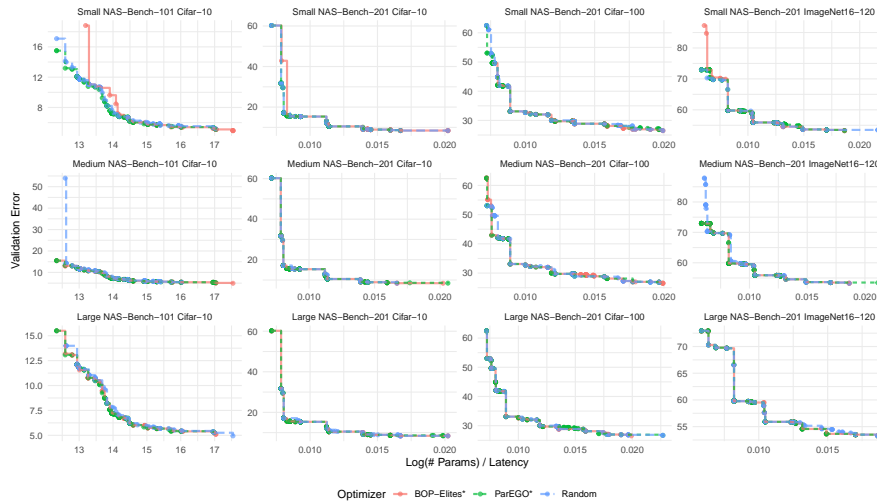 Small NAS−Bench−101 Cifar−10
Small NAS−Bench−201 Cifar−10
Small NAS−Bench−201 Cifar−100
Small NAS−Bench−201 ImageNet16−120
16
12
8
13 14 15 16 17
60
40
20
0.010 0.015 0.020
60
50
40
30
0.010 0.015 0.020
80
70
60
0.010 0.020
Medium NAS−Bench−101 Cifar−10
Medium NAS−Bench−201 Cifar−10
Medium NAS−Bench−201 Cifar−100
Medium NAS−Bench−201 ImageNet16−120
50
40
30
20
10
13 14 15 16 17
60
40
20
0.010 0.015 0.020
60
50
40
30
0.010 0.015 0.020
80
70
60
0.010 0.020
Large NAS−Bench−101 Cifar−10
Large NAS−Bench−201 Cifar−10
Large NAS−Bench−201 Cifar−100
Large NAS−Bench−201 ImageNet16−120
15.0
12.5
10.0
7.5
5.0
13 14 15 16 17
60
40
20
0.010 0.015 0.020
60
50
40
30
0.010 0.015 0.020
70
65
60
55
0.010 0.015 0.020
Validation Error
Log(# Params) / Latency
Optimizer BOP−Elites* ParEGO* Random